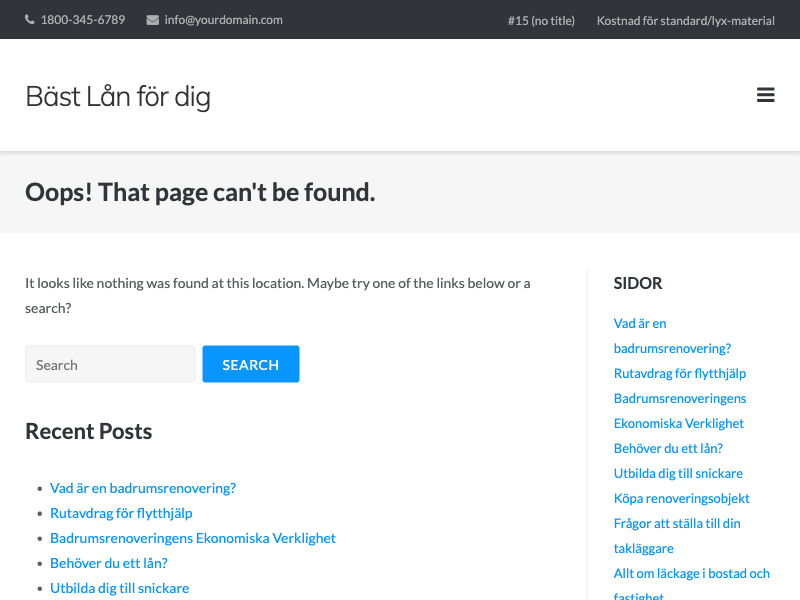 1800-345-6789 info@yourdomain.com #15 (no title) Kostnad för standard/lyx-material
Bäst Lån för dig
Oops! That page can't be found.
It looks like nothing was found at this location. Maybe try one of the links below or a
search?
Search SEARCH
Recent Posts
Vad är en badrumsrenovering?
Rutavdrag för flytthjälp
Badrumsrenoveringens Ekonomiska Verklighet
Behöver du ett lån?
Utbilda dig till snickare
SIDOR
Vad är en
badrumsrenovering?
Rutavdrag för flytthjälp
Badrumsrenoveringens
Ekonomiska Verklighet
Behöver du ett lån?
Utbilda dig till snickare
Köpa renoveringsobjekt
Frågor att ställa till din
takläggare
Allt om läckage i bostad och
fastighet